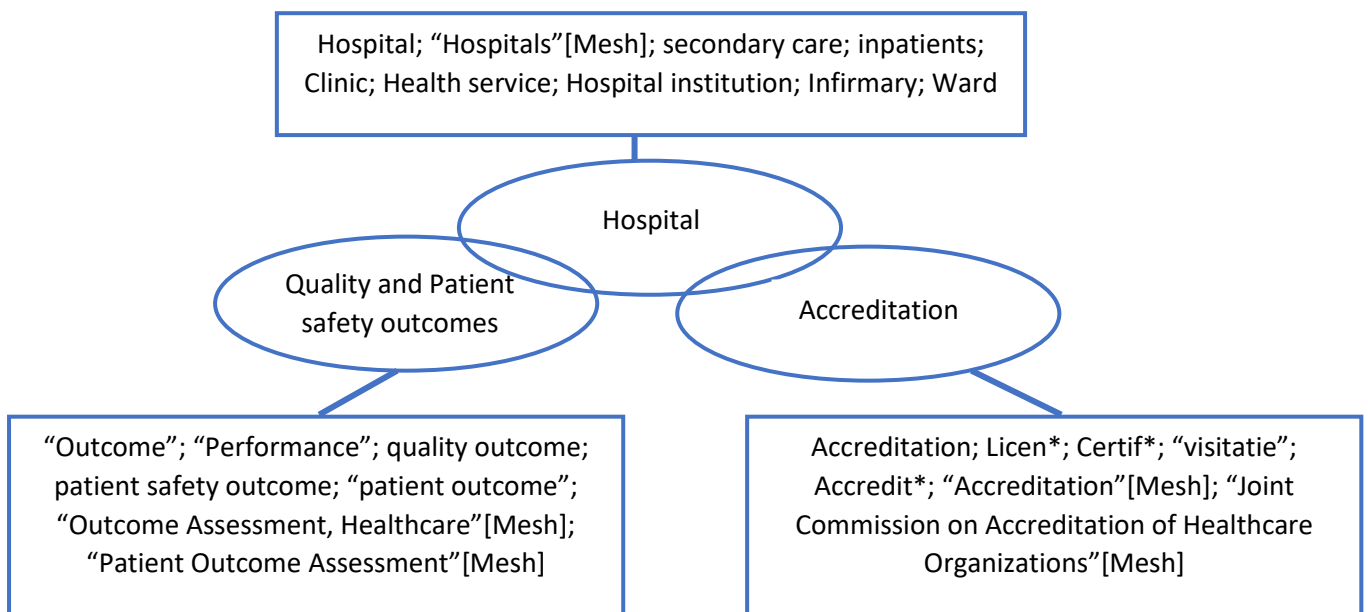 Hospital; “Hospitals”[Mesh]; secondary care; inpatients;
Clinic; Health service; Hospital institution; Infirmary; Ward
Hospital
Quality and Patient
safety outcomes
Accreditation
“Outcome”; “Performance”; quality outcome;
patient safety outcome; “patient outcome”;
“Outcome Assessment, Healthcare”[Mesh];
“Patient Outcome Assessment”[Mesh]
Accreditation; Licen*; Certif*; “visitatie”;
Accredit*; “Accreditation”[Mesh]; “Joint
Commission on Accreditation of Healthcare
Organizations”[Mesh]